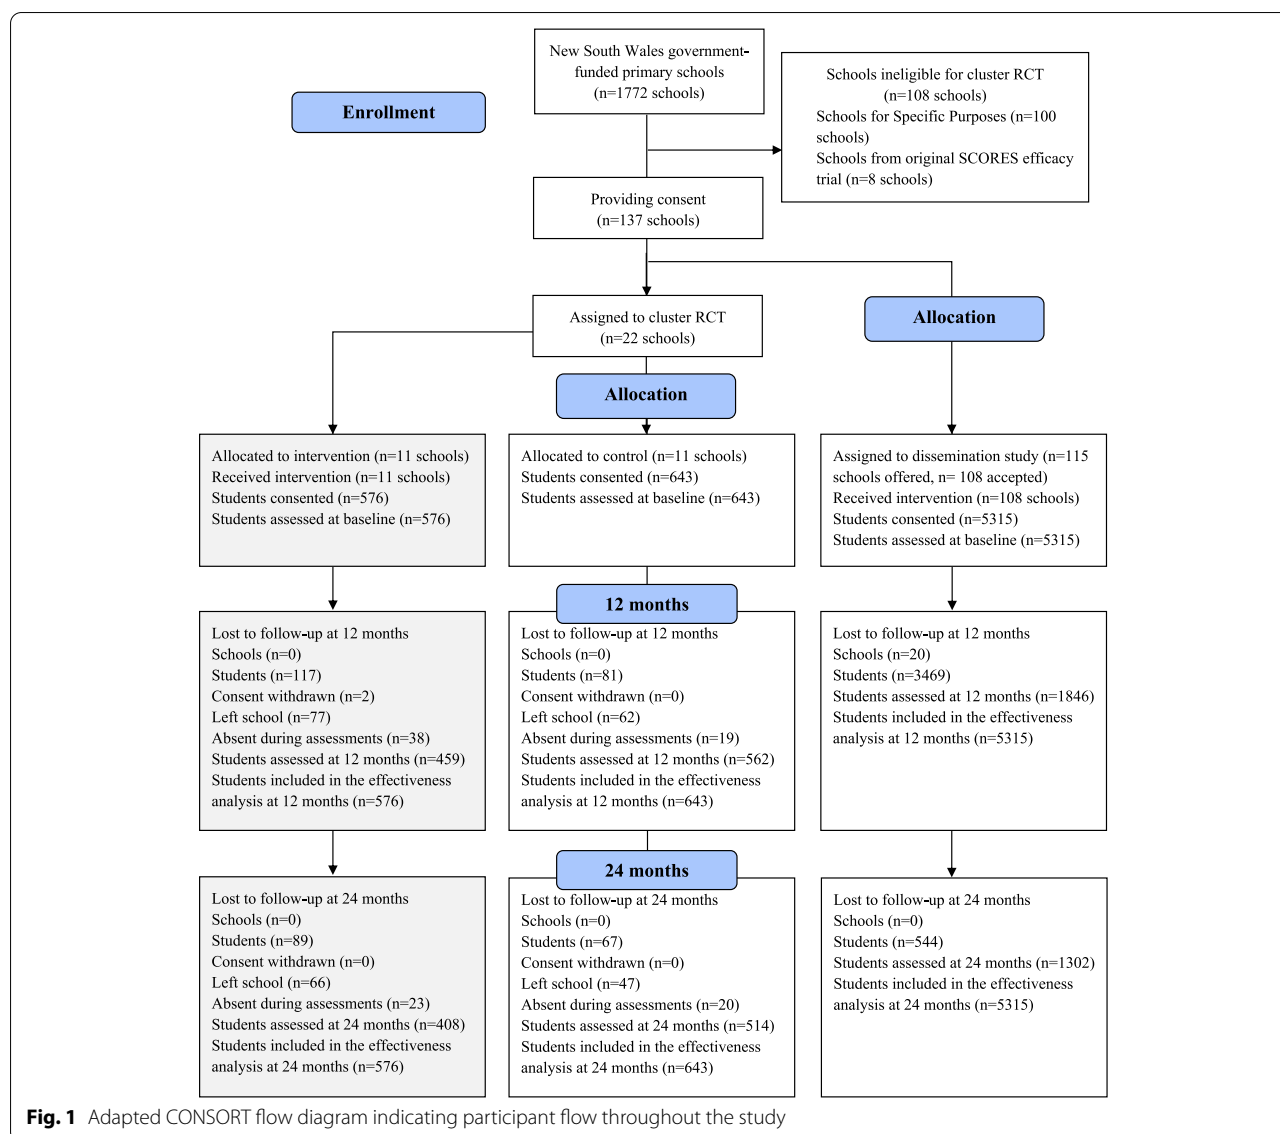 New South Wales government-
funded primary schools
(n=1772 schools)
Schools ineligible for cluster RCT
(n=108 schools)
Schools for Specific Purposes (n=100
schools)
Schools from original SCORES efficacy
trial (n=8 schools)
Enrollment
Providing consent
(n=137 schools)
Assigned to cluster RCT
(n=22 schools)
Allocation
Allocation
Allocated to intervention (n=11 schools)
Received intervention (n=11 schools)
Students consented (n=576)
Students assessed at baseline (n=576)
Allocated to control (n=11 schools)
Students consented (n=643)
Students assessed at baseline (n=643)
Assigned to dissemination study (n=115
schools offered, n= 108 accepted)
Received intervention (n=108 schools)
Students consented (n=5315)
Students assessed at baseline (n=5315)
12 months
Lost to follow-up at 12 months
Schools (n=0)
Students (n=117)
Consent withdrawn (n=2)
Left school (n=77)
Absent during assessments (n=38)
Students assessed at 12 months (n=459)
Students included in the effectiveness
analysis at 12 months (n=576)
Lost to follow-up at 12 months
Schools (n=0)
Students (n=81)
Consent withdrawn (n=0)
Left school (n=62)
Absent during assessments (n=19)
Students assessed at 12 months (n=562)
Students included in the effectiveness
analysis at 12 months (n=643)
Lost to follow-up at 12 months
Schools (n=20)
Students (n=3469)
Students assessed at 12 months (n=1846)
Students included in the effectiveness
analysis at 12 months (n=5315)
24 months
Lost to follow-up at 24 months
Schools (n=0)
Students (n=89)
Consent withdrawn (n=0)
Left school (n=66)
Absent during assessments (n=23)
Students assessed at 24 months (n=408)
Students included in the effectiveness
analysis at 24 months (n=576)
Lost to follow-up at 24 months
Schools (n=0)
Students (n=67)
Consent withdrawn (n=0)
Left school (n=47)
Absent during assessments (n=20)
Students assessed at 24 months (n=514)
Students included in the effectiveness
analysis at 24 months (n=643)
Lost to follow-up at 24 months
Schools (n=0)
Students (n=544)
Students assessed at 24 months (n=1302)
Students included in the effectiveness
analysis at 24 months (n=5315)
Fig. 1 Adapted CONSORT flow diagram indicating participant flow throughout the study